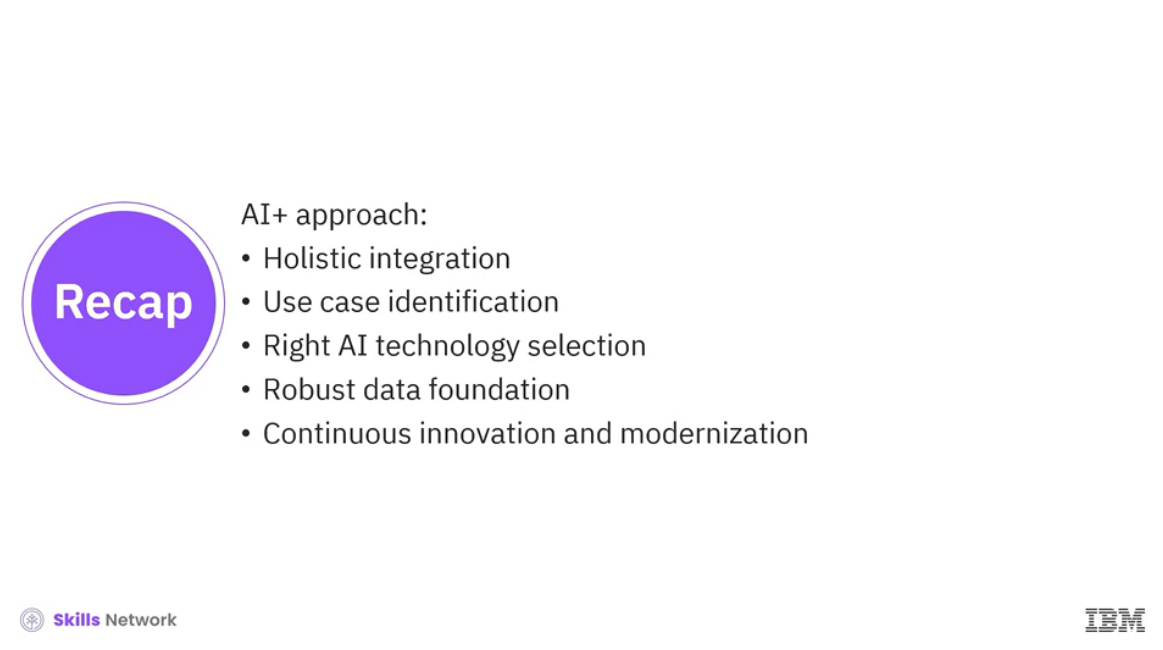 Recap
AI+ approach:
• Holistic integration
• Use case identification
• Right AI technology selection
• Robust data foundation
• Continuous innovation and modernization
Skills Network
IBM